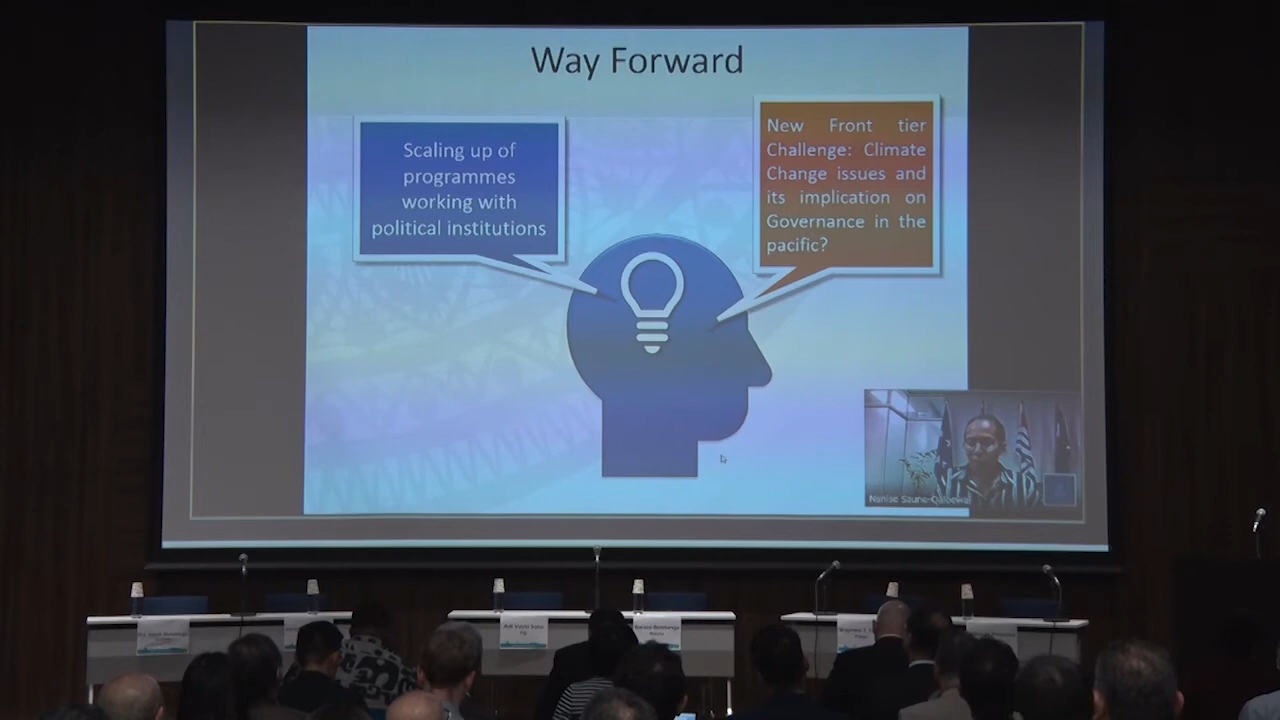 Way Forward
Scaling up of
programmes
working with
political institutions
New Front tier
Challenge: Climate
Change issues and
its implication on
Governance in the
pacific?